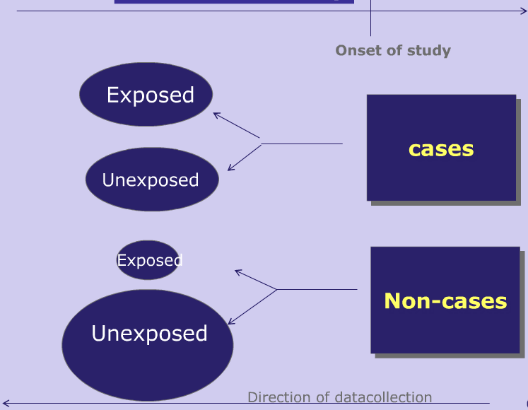 Onset of study
Exposed
cases
Unexposed
Exposed
Non-cases
Unexposed
Direction of datacollection